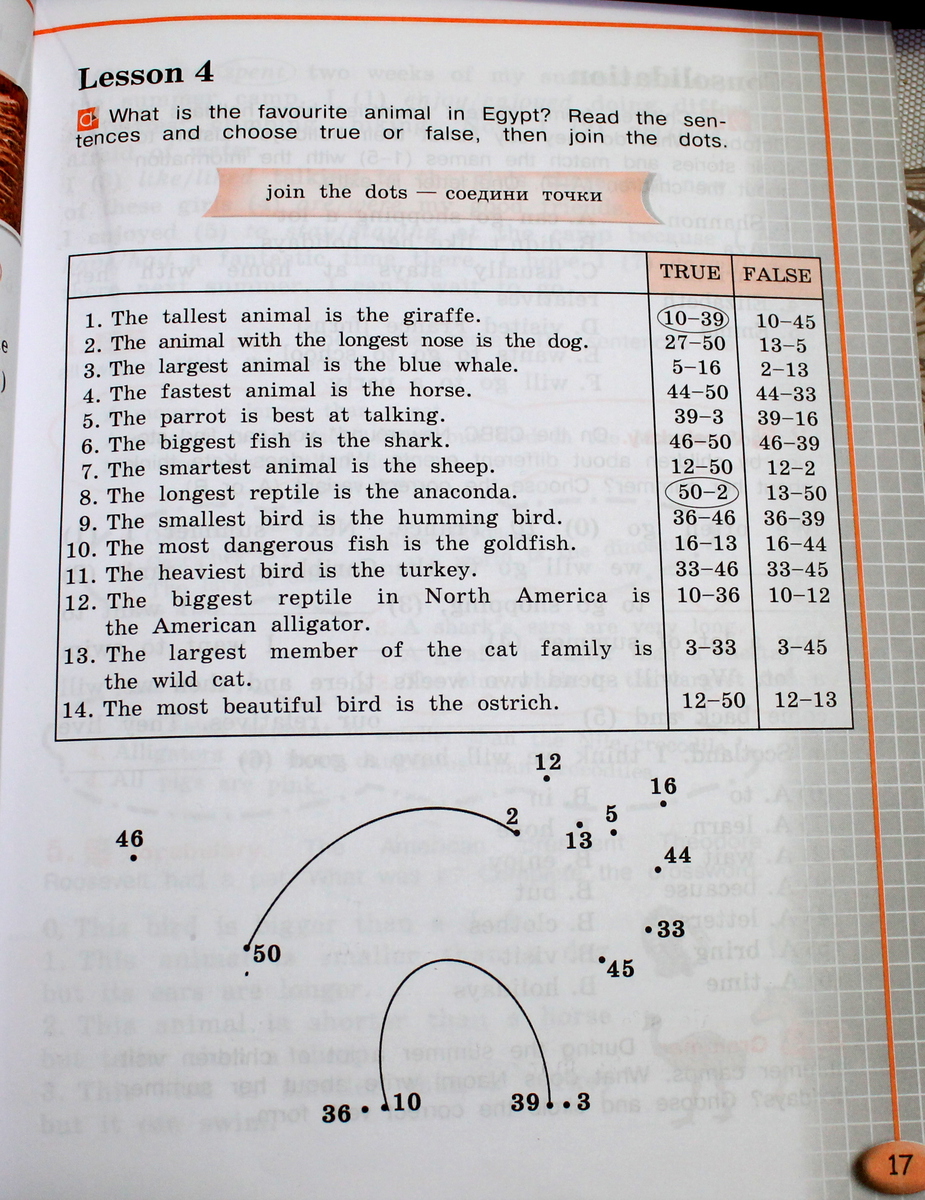 Lesson 4
What is the favourite animal in Egypt? Read the sen-
tences and choose true or false, then join the dots.
join the dots — соедини точки
TRUE FALSE
1. The tallest animal is the giraffe. 10–39 10–45
2. The animal with the longest nose is the dog. 27–50 13–5
3. The largest animal is the blue whale. 5–16 2–13
4. The fastest animal is the horse. 44–50 44–33
5. The parrot is best at talking. 39–3 39–16
6. The biggest fish is the shark. 46–50 46–39
7. The smartest animal is the sheep. 12–50 12–2
8. The longest reptile is the anaconda. 50–2 13–50
9. The smallest bird is the humming bird. 36–46 36–39
10. The most dangerous fish is the goldfish. 16–13 16–44
11. The heaviest bird is the turkey. 33–46 33–45
12. The biggest reptile in North America is 10–36 10–12
the American alligator.
13. The largest member of the cat family is 3–33 3–45
the wild cat.
14. The most beautiful bird is the ostrich. 12–50 12–13
12
16
2 5
46 13
44
33
50
45
36 10 39 3
17